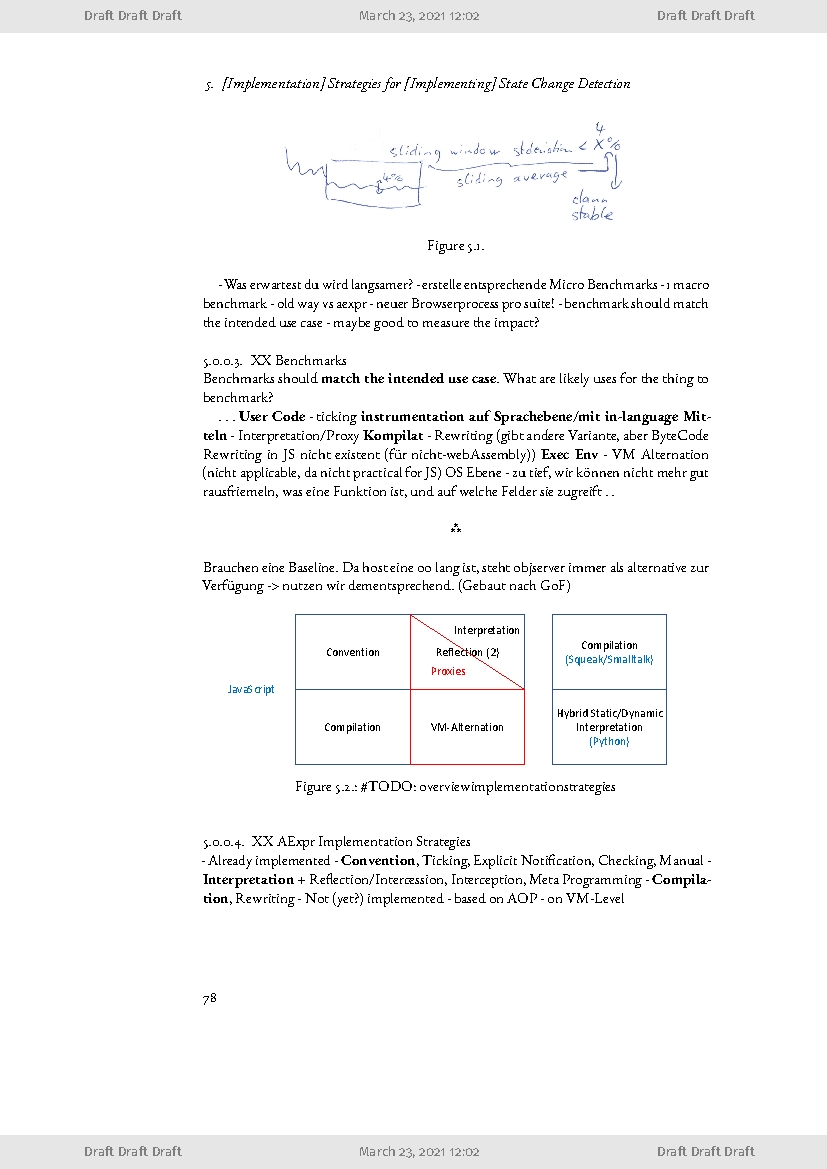 Draft Draft Draft March 23, 2021 12:02 Draft Draft Draft
5. [Implementation] Strategies for [Implementing] State Change Detection
4
sliding window stdeviation < X%
4%
sliding average
dann
stable
Figure 5.1.
- Was erwartest du wird langsamer? - erstelle entsprechende Micro Benchmarks - 1 macro
benchmark - old way vs aexpr - neuer Browserprocess pro suite! - benchmark should match
the intended use case - maybe good to measure the impact?
5.0.0.3. XX Benchmarks
Benchmarks should match the intended use case. What are likely uses for the thing to
benchmark?
. . . User Code - ticking instrumentation auf Sprachebene/mit in-language Mit-
teln - Interpretation/Proxy Kompilat - Rewriting (gibt andere Variante, aber ByteCode
Rewriting in JS nicht existent (für nicht-webAssembly)) Exec Env - VM Alternation
(nicht applicable, da nicht practical for JS) OS Ebene - zu tief, wir können nicht mehr gut
rausfriemeln, was eine Funktion ist, und auf welche Felder sie zugreift . .
⁂
Brauchen eine Baseline. Da host eine oo lang ist, steht objserver immer als alternative zur
Verfügung -> nutzen wir dementsprechend. (Gebaut nach GoF)
Interpretation
Convention
Reflection (2)
Proxies
Compilation
(Squeak/Smalltalk)
JavaScript
Compilation
VM-Alternation
Hybrid Static/Dynamic
Interpretation
(Python)
Figure 5.2.: #TODO: overviewimplementationstrategies
5.0.0.4. XX AExpr Implementation Strategies
- Already implemented - Convention, Ticking, Explicit Notification, Checking, Manual -
Interpretation + Reflection/Intercession, Interception, Meta Programming - Compila-
tion, Rewriting - Not (yet?) implemented - based on AOP - on VM-Level
78
Draft Draft Draft March 23, 2021 12:02 Draft Draft Draft